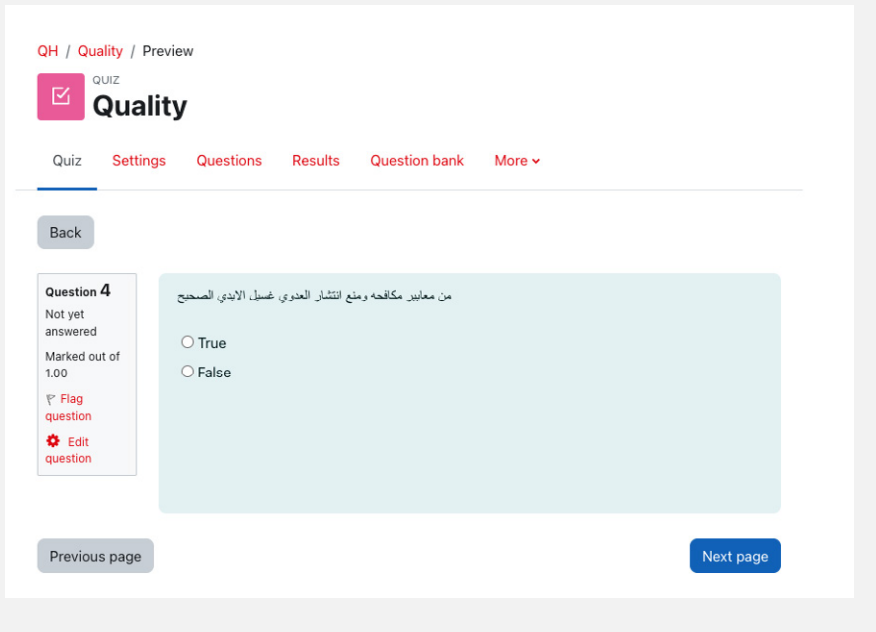 QH / Quality / Preview
QUIZ
Quality
Quiz Settings Questions Results Question bank More
Back
Question 4
Not yet
answered
Marked out of
1.00
Flag
question
Edit
question
من معايير مكافحه ومنع انتشار العدوي غسيل الايدي الصحيح
True
False
Previous page
Next page